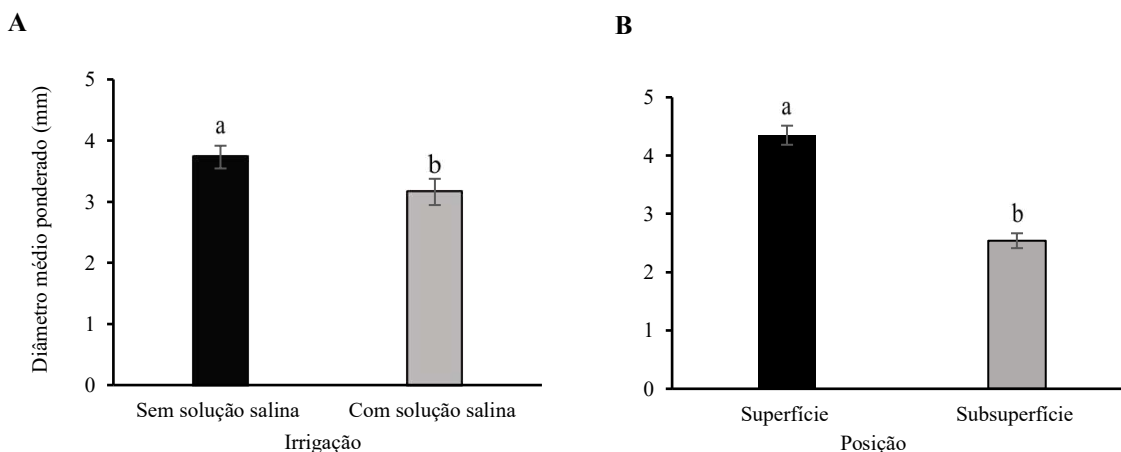 A
Diâmetro médio ponderado (mm)
5
4
3
2
1
0
a
b
Sem solução salina
Com solução salina
Irrigação
B
5
4
3
2
1
0
a
b
Superfície
Subsuperfície
Posição